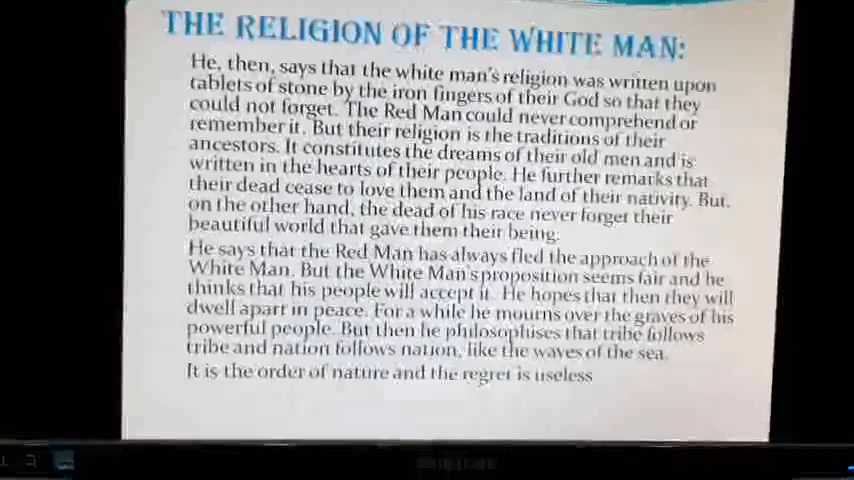 THE RELIGION OF THE WHITE MAN:
He, then, says that the white man's religion was written upon
tablets of stone by the iron fingers of their God so that they
could not forget. The Red Man could never comprehend or
remember it. But their religion is the traditions of their
ancestors. It constitutes the dreams of their old men and is
written in the hearts of their people. He further remarks that
their dead cease to love them and the land of their nativity. But,
on the other hand, the dead of his race never forget their
beautiful world that gave them their being.
He says that the Red Man has always fled the approach of the
White Man. But the White Man's proposition seems fair and he
thinks that his people will accept it. He hopes that then they will
dwell apart in peace. For a while he mourns over the graves of his
powerful people. But then he philosophises that tribe follows
tribe and nation follows nation, like the waves of the sea.
It is the order of nature and the regret is useless